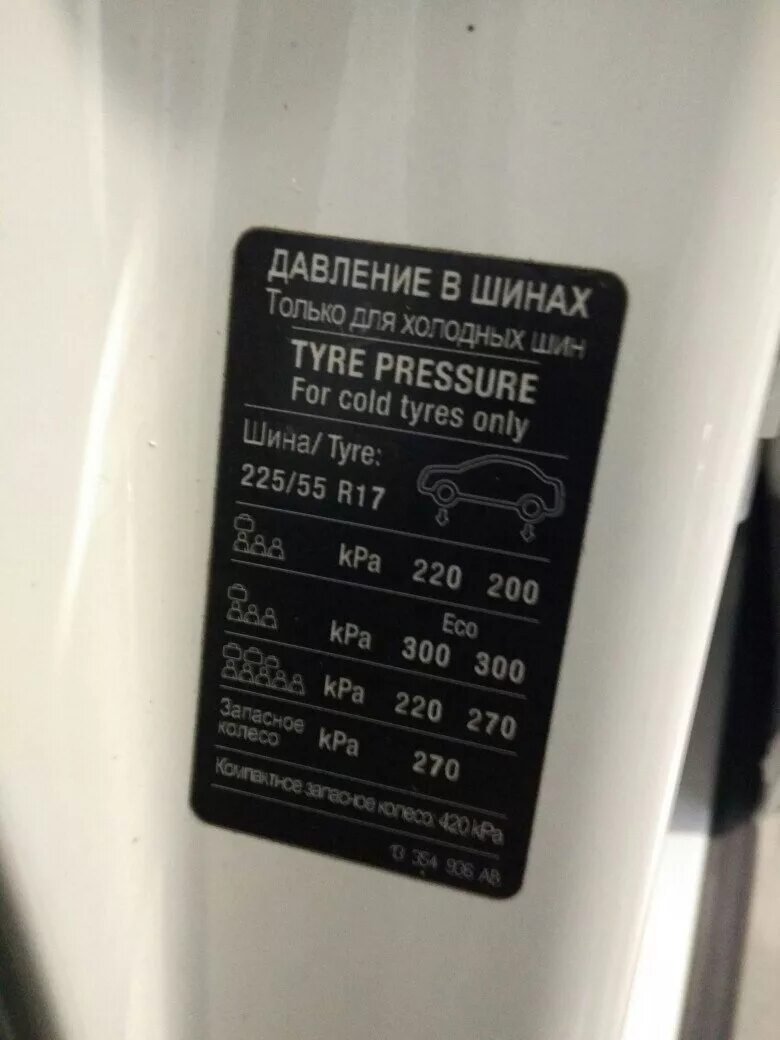 ДАВЛЕНИЕ В ШИНАХ
Только для холодных шин
TYRE PRESSURE
For cold tyres only
Шина/Tyre:
225/55 R17
kPa 220 200
Eco
kPa 300 300
kPa 220 270
Запасное
колесо kPa 270
Компактное запасное колесо: 420 kPa
13 354 936 AB